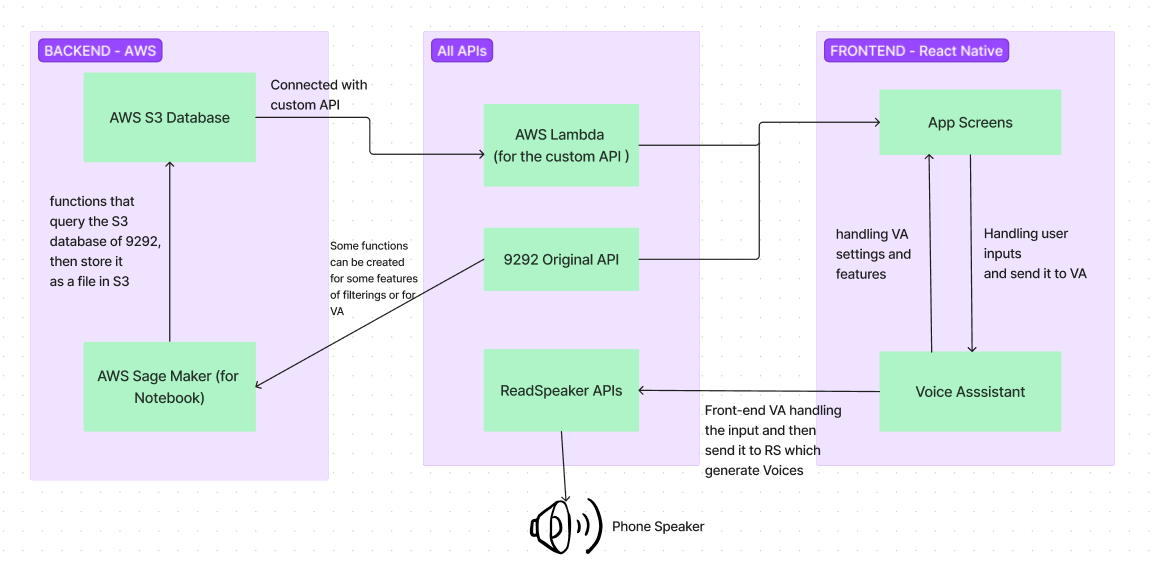 BACKEND - AWS
AWS S3 Database
Connected with
custom API
functions that
query the S3
database of 9292,
then store it
as a file in S3
AWS Sage Maker (for
Notebook)
Some functions
can be created
for some features
of filterings or for
VA
All APIs
AWS Lambda
(for the custom API )
9292 Original API
ReadSpeaker APIs
Phone Speaker
FRONTEND - React Native
App Screens
handling VA
settings and
features
Handling user
inputs
and send it to VA
Voice Asssistant
Front-end VA handling
the input and then
send it to RS which
generate Voices